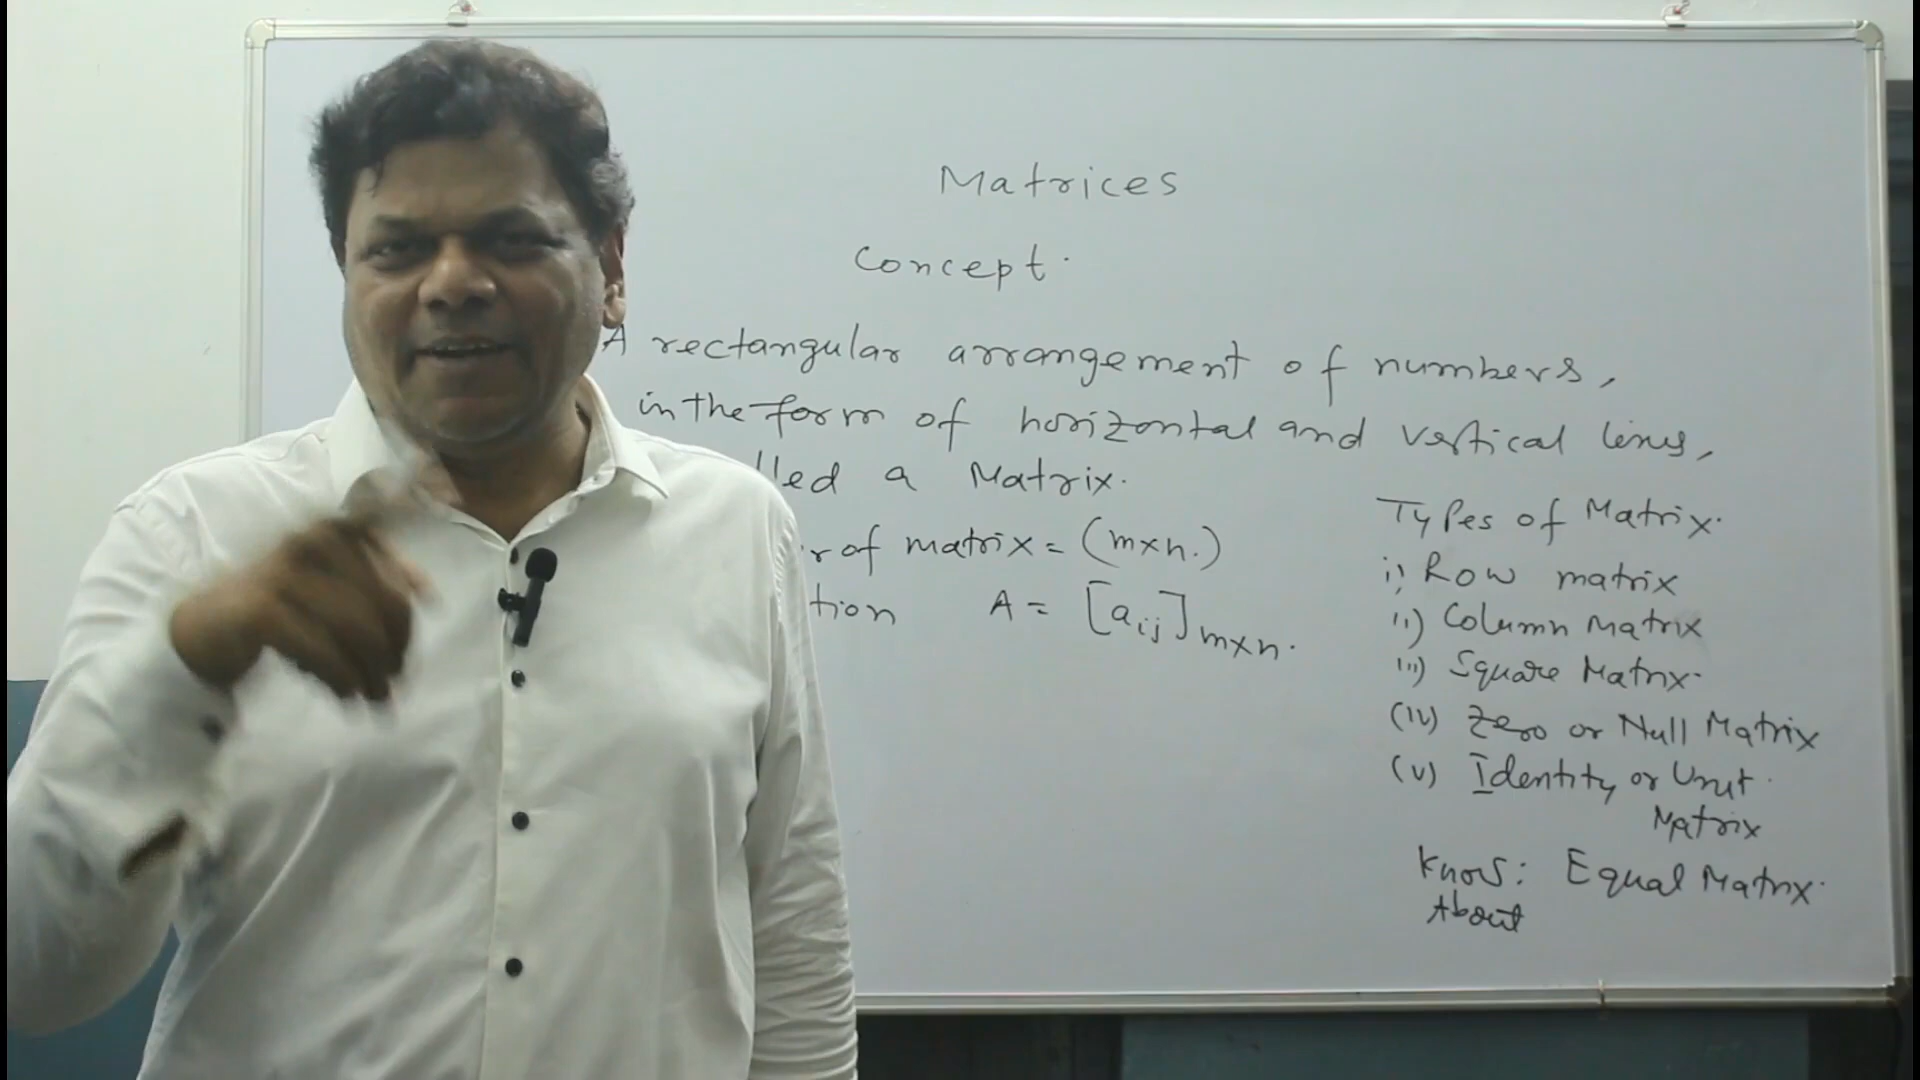 Matrices
Concept.
A rectangular arrangement of numbers,
in the form of horizontal and vertical lines,
lled a Matrix.
r of matrix = (m×n.)
tion A = [aij]m×n.
Types of Matrix.
i) Row matrix
ii) Column Matrix
iii) Square Matrix.
(iv) Zero or Null Matrix
(v) Identity or Unit.
Matrix
Know: Equal Matrix.
About